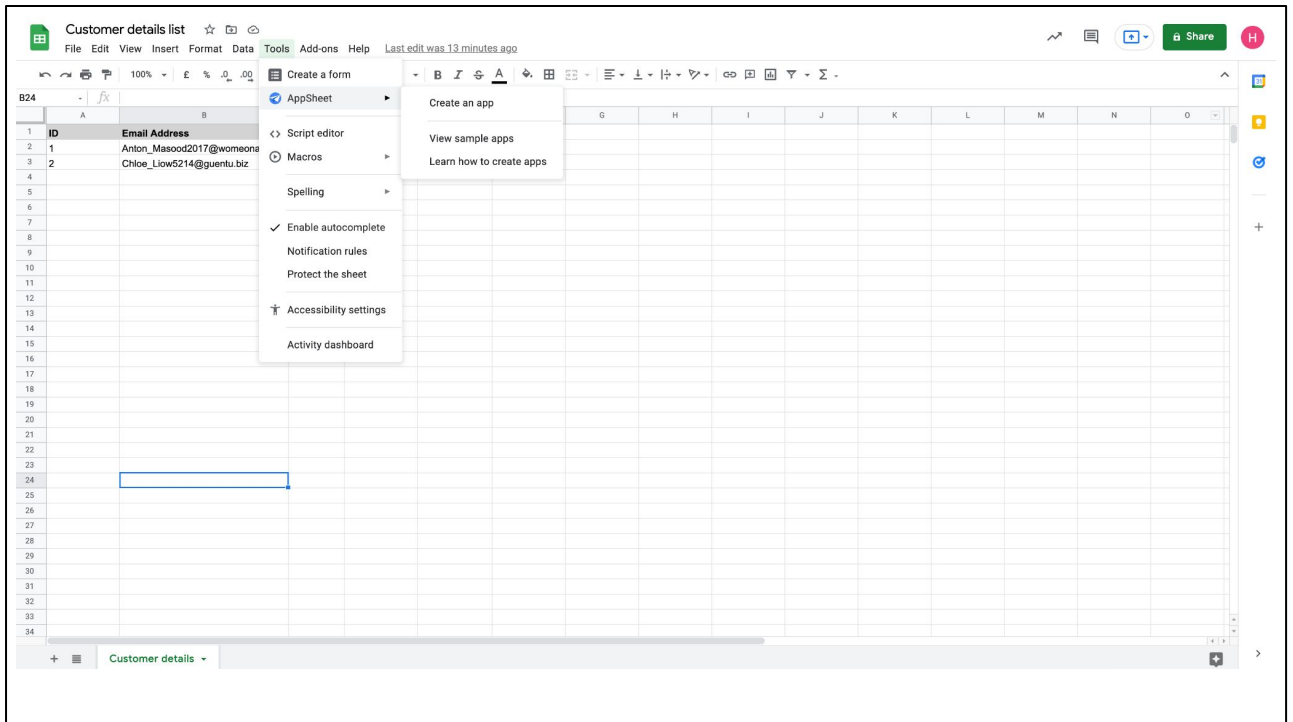 Customer details list
File Edit View Insert Format Data Tools Add-ons Help Last edit was 13 minutes ago
Share
H
100% £ % .0 .00
B I S A
B24
fx
A B G H I J K L M N O
1 ID Email Address
2 1 Anton_Masood2017@womeona
3 2 Chloe_Liow5214@guentu.biz
4
5
6
7
8
9
10
11
12
13
14
15
16
17
18
19
20
21
22
23
24
25
26
27
28
29
30
31
32
33
34
Create a form
AppSheet
Script editor
Macros
Spelling
Enable autocomplete
Notification rules
Protect the sheet
Accessibility settings
Activity dashboard
Create an app
View sample apps
Learn how to create apps
31
Customer details